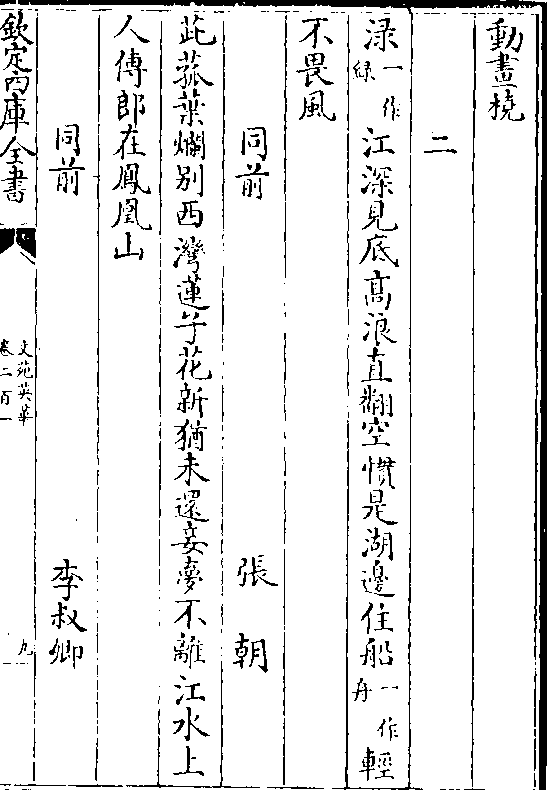 動畫橈
二
渌一作緑江深見底高浪直翻空慣是湖邊住船一作舟輕
不畏風
同前 張朝
茈菰葉爛别西灣蓮子花新猶未還妾夢不離江水上
人傳郎在鳳凰山
同前 李叔卿
欽定四庫全書
文苑英華
卷二百一
九